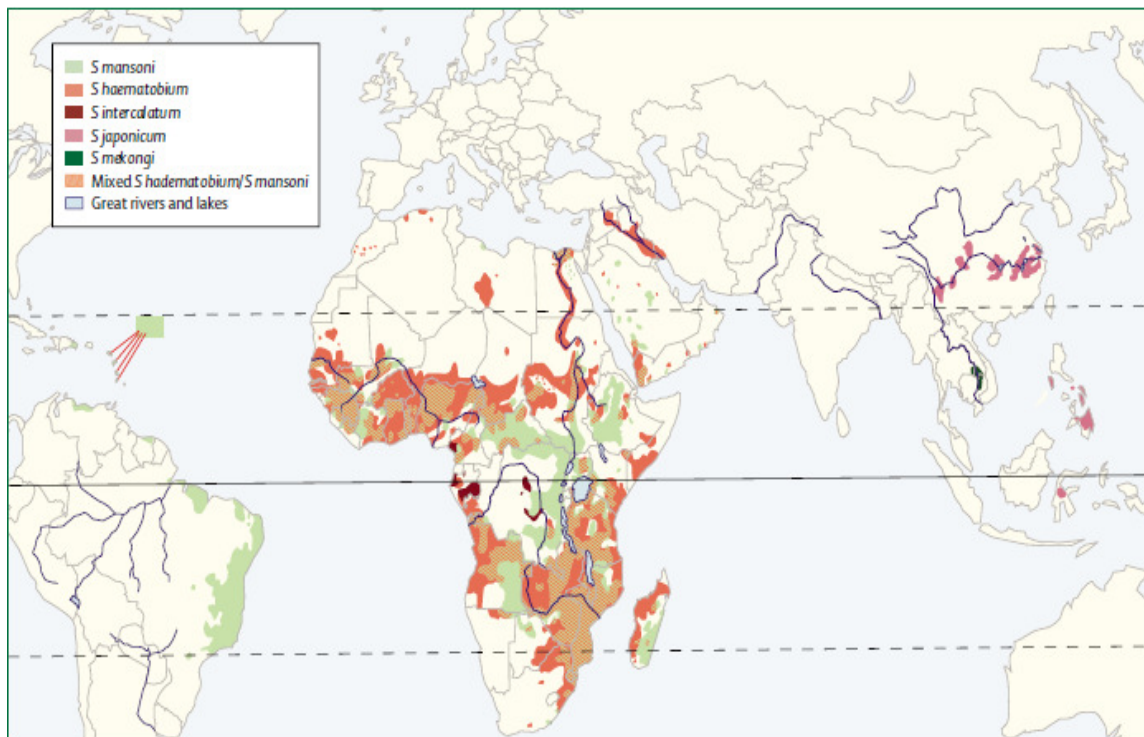 S mansoni
S haematobium
S intercalatum
S japonicum
S mekongi
Mixed S hadematobium/S mansoni
Great rivers and lakes